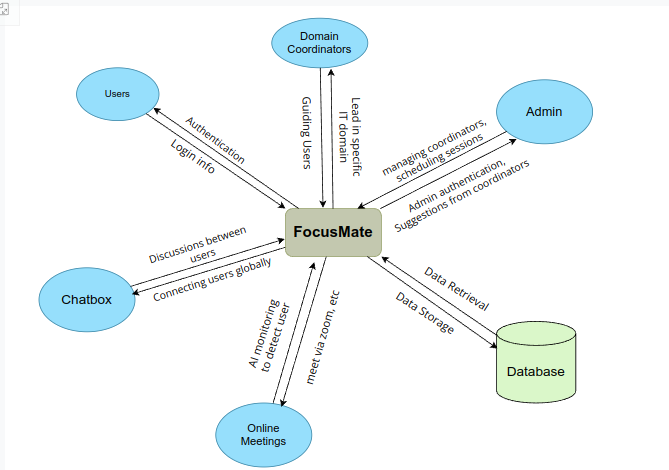 Domain
Coordinators
Users
Admin
Authentication
Login info
Guiding Users
Lead in specific
IT domain
managing coordinators,
scheduling sessions
Admin authentication,
Suggestions from coordinators
FocusMate
Discussions between
users
Connecting users globally
Chatbox
AI monitoring
to detect user
meet via zoom, etc
Data Retrieval
Data Storage
Database
Online
Meetings